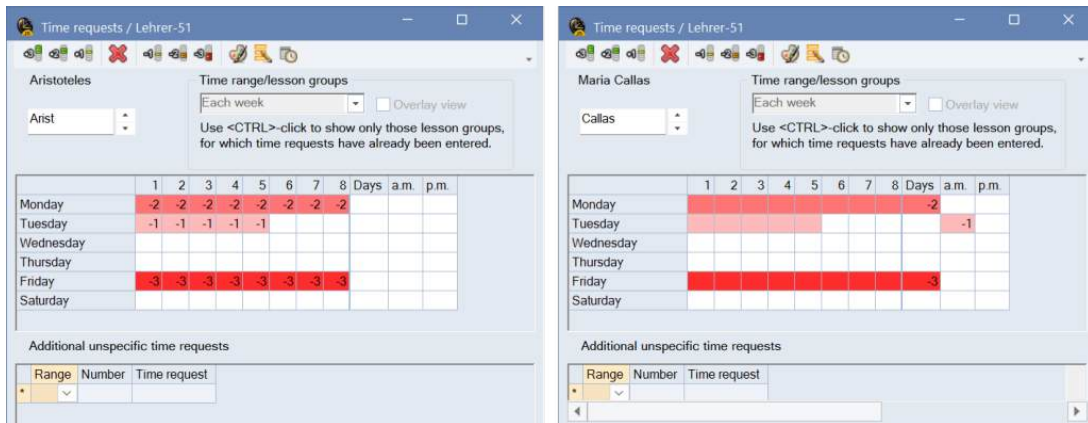 Time requests / Lehrer-51
Aristoteles
Time range/lesson groups
Each week
Overlay view
Arist
Use <CTRL>-click to show only those lesson groups,
for which time requests have already been entered.
1 2 3 4 5 6 7 8 Days a.m. p.m.
Monday -2 -2 -2 -2 -2 -2 -2 -2
Tuesday -1 -1 -1 -1 -1
Wednesday
Thursday
Friday -3 -3 -3 -3 -3 -3 -3 -3
Saturday
Additional unspecific time requests
Range Number Time request
*
Time requests / Lehrer-51
Maria Callas
Time range/lesson groups
Each week
Overlay view
Callas
Use <CTRL>-click to show only those lesson groups,
for which time requests have already been entered.
1 2 3 4 5 6 7 8 Days a.m. p.m.
Monday -2
Tuesday -1
Wednesday
Thursday
Friday -3
Saturday
Additional unspecific time requests
Range Number Time request
*